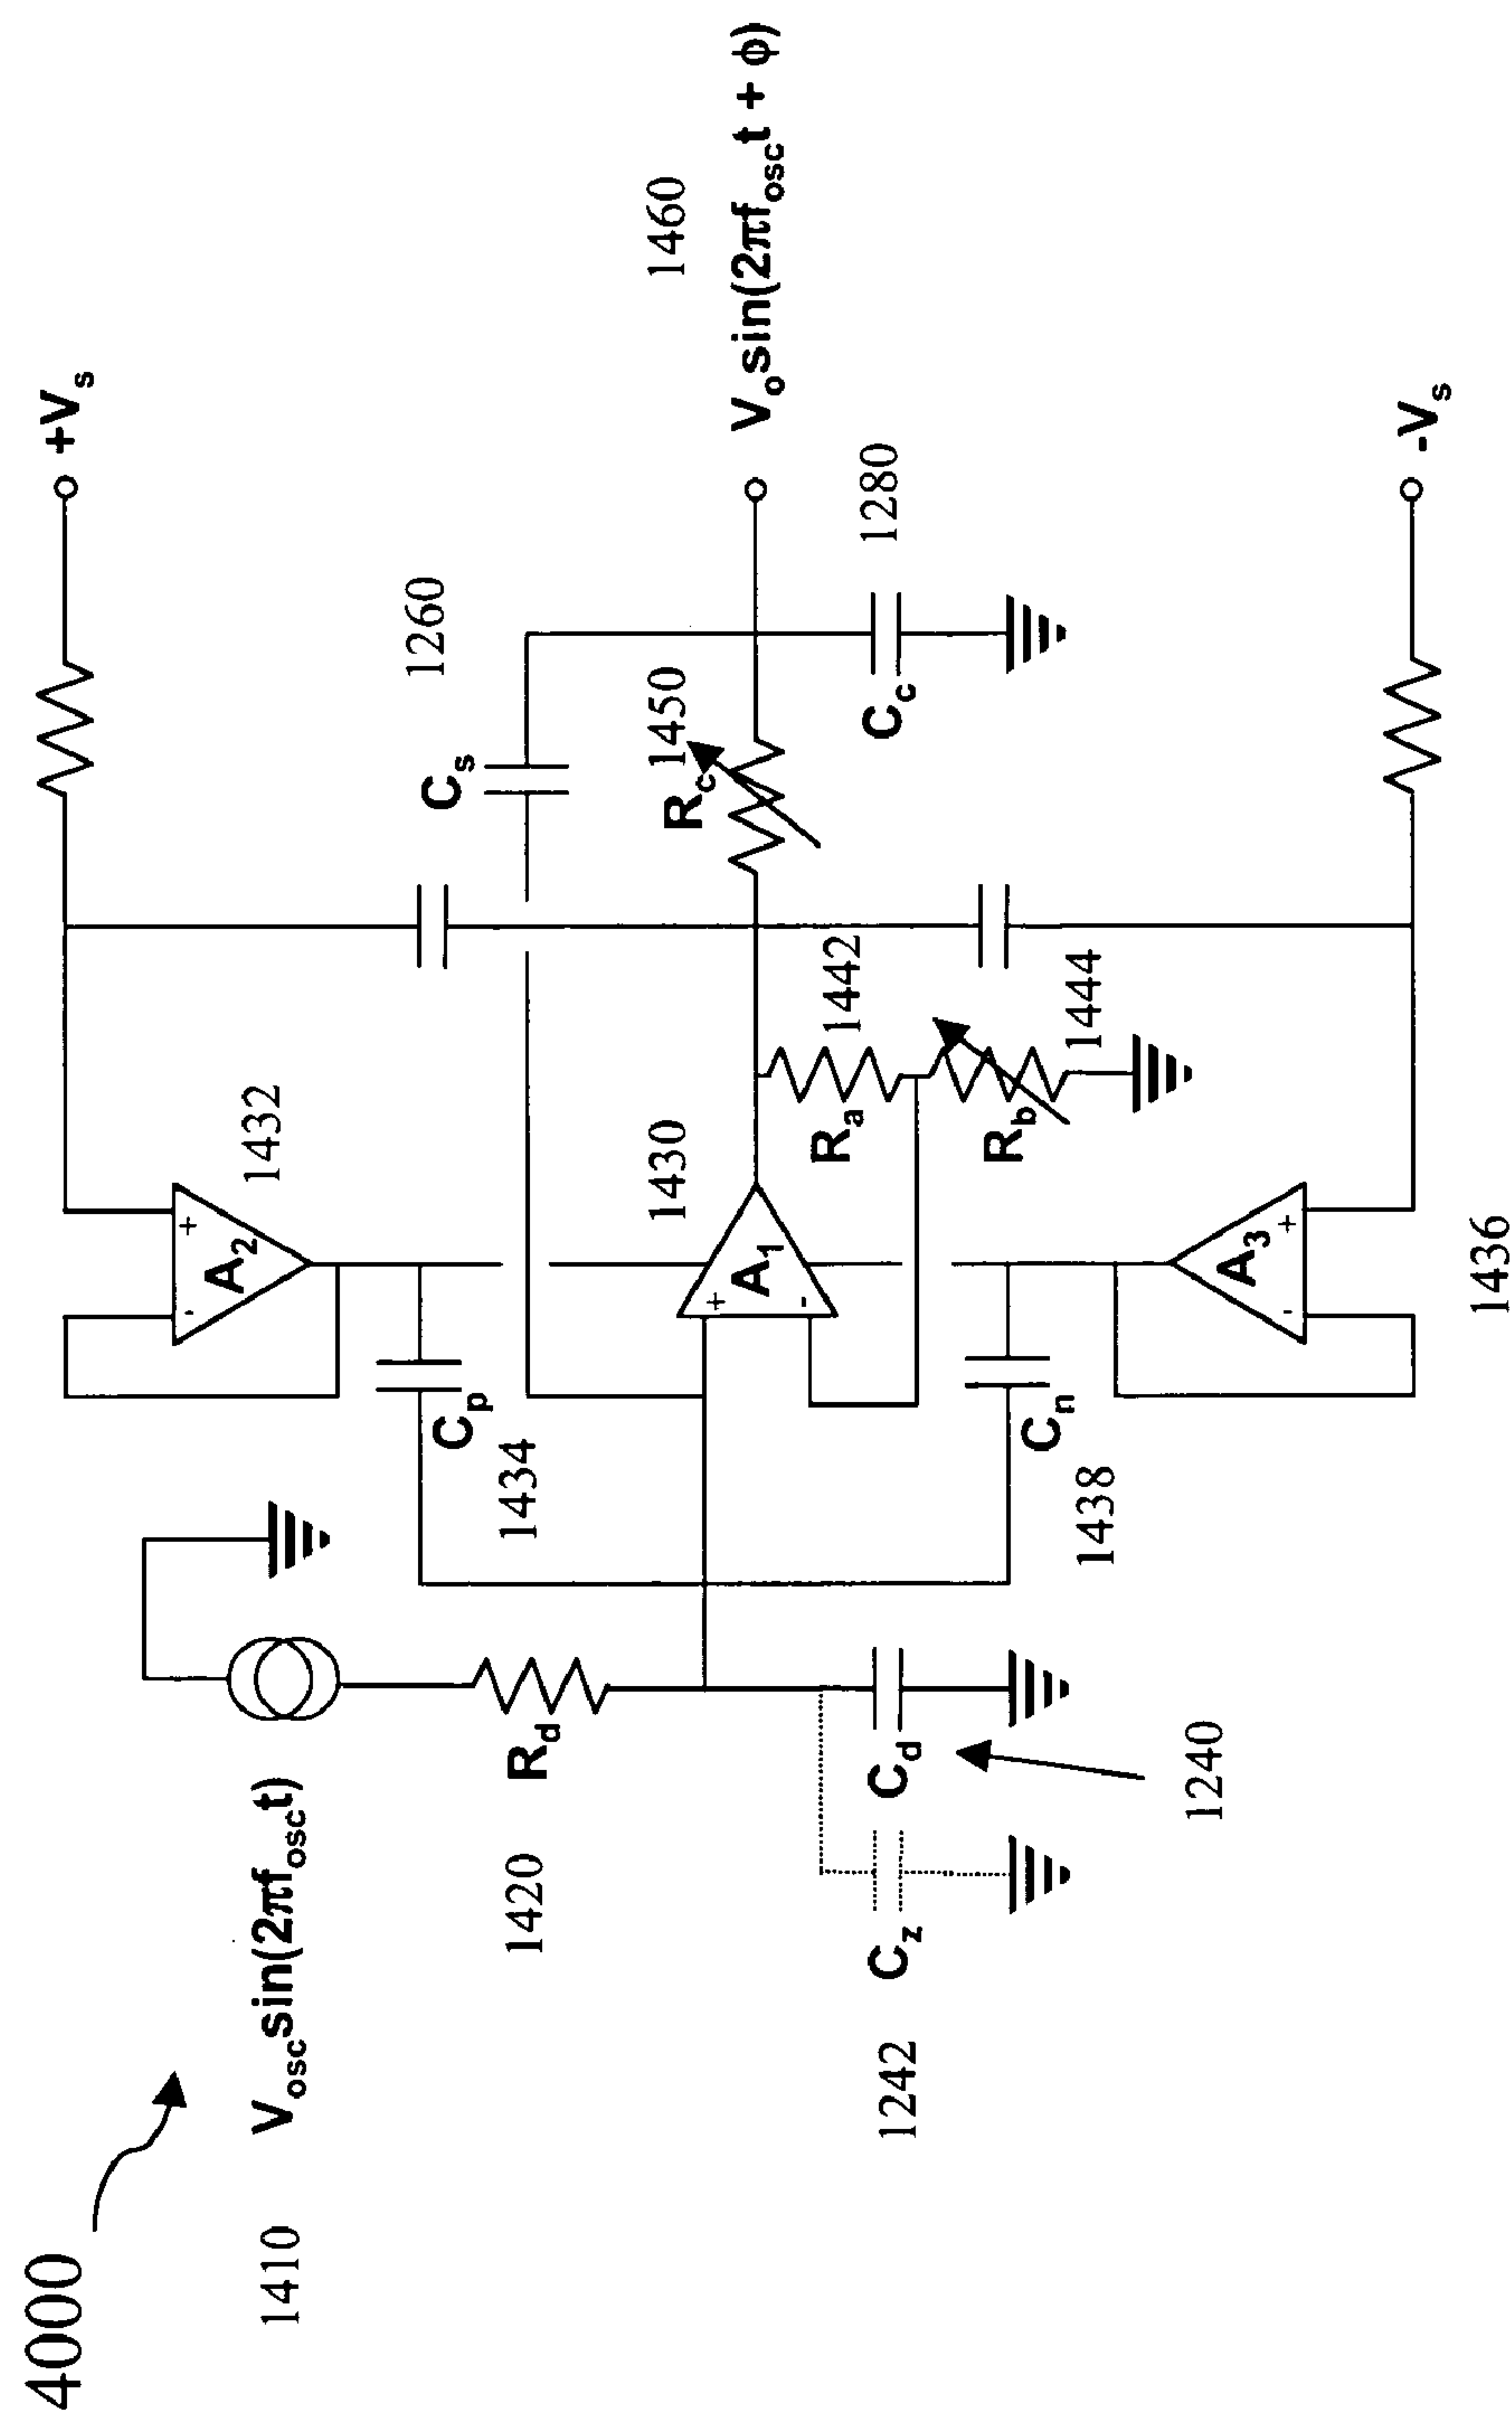 4000
1410
V_osc sin(2πf_osc t)
1420
R_d
C_z
1242
C_d
1240
C_p
1434
C_n
1438
A_2
+
-
1432
A_1
+
-
1430
A_3
-
+
1436
R_a
1442
R_b
1444
C_s
1260
R_c
1450
C_c
1280
+V_s
V_o sin(2πf_osc t + ϕ)
1460
-V_s